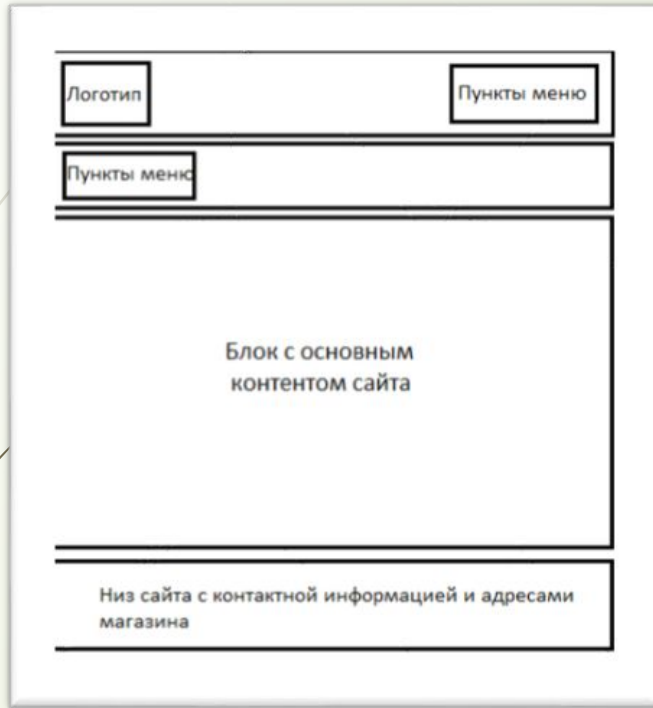 Логотип
Пункты меню
Пункты меню
Блок с основным
контентом сайта
Низ сайта с контактной информацией и адресами
магазина